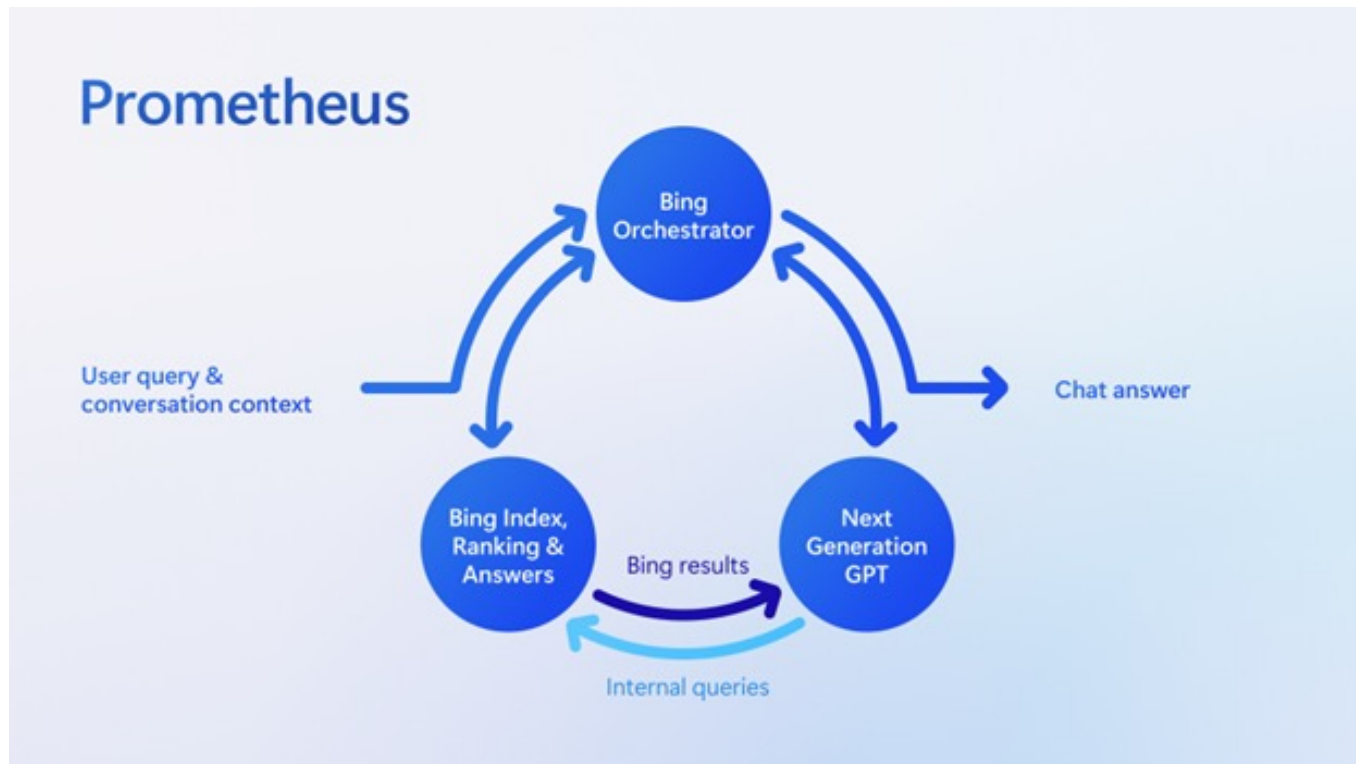 Prometheus
Bing
Orchestrator
User query &
conversation context
Chat answer
Bing Index,
Ranking &
Answers
Bing results
Next
Generation
GPT
Internal queries